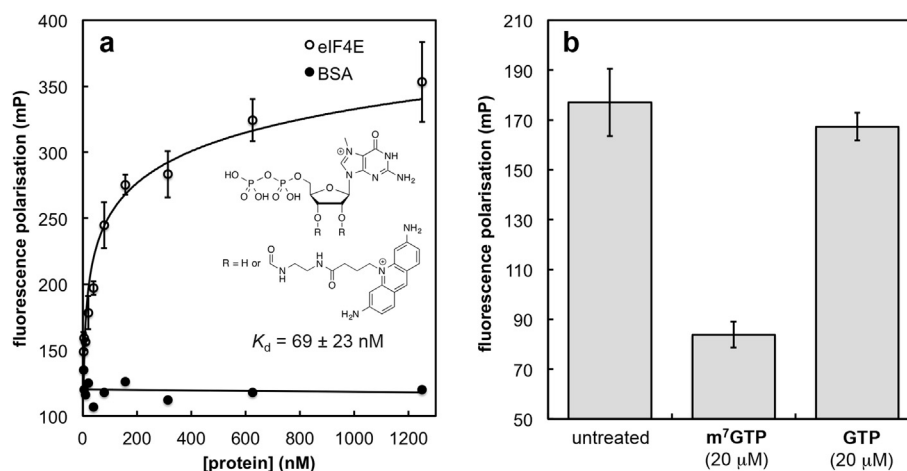 a
eIF4E
BSA
fluorescence polarisation (mP)
400
350
300
250
200
150
100
0 200 400 600 800 1000 1200
[protein] (nM)
O
N
NH
N
N
NH₂
HO
P
O
P
O
O
HO
O
OH
O
OH
O
O
R
R
R = H or
O
N
H
H
N
O
N
NH₂
H₂N
Kd = 69 ± 23 nM
b
fluorescence polarisation (mP)
210
190
170
150
130
110
90
70
50
untreated
m⁷GTP
(20 μM)
GTP
(20 μM)